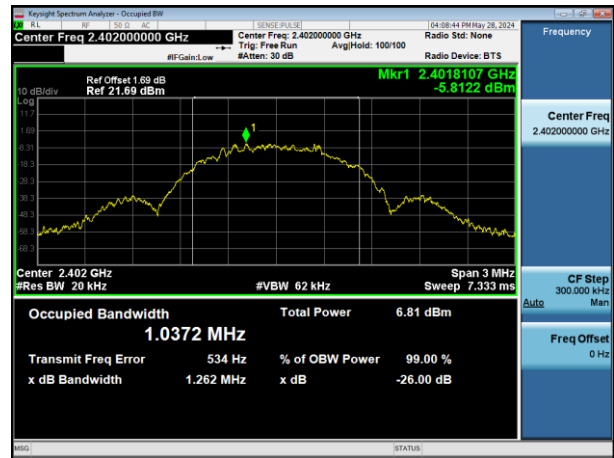 Keysight Spectrum Analyzer - Occupied BW
RL RF 50 Ω AC SENSE:PULSE 04:08:44 PM May 28, 2024
Center Freq 2.402000000 GHz Center Freq: 2.402000000 GHz Radio Std: None
Trig: Free Run Avg|Hold: 100/100
#IFGain:Low #Atten: 30 dB Radio Device: BTS
Frequency
Ref Offset 1.69 dB Mkr1 2.4018107 GHz
10 dB/div Ref 21.69 dBm -5.8122 dBm
Log
11.7
1.69
-8.31
-18.3
-28.3
-38.3
-48.3
-58.3
-68.3
1
Center 2.402 GHz Span 3 MHz
#Res BW 20 kHz #VBW 62 kHz Sweep 7.333 ms
Occupied Bandwidth Total Power 6.81 dBm
1.0372 MHz
Transmit Freq Error 534 Hz % of OBW Power 99.00 %
x dB Bandwidth 1.262 MHz x dB -26.00 dB
Center Freq
2.402000000 GHz
CF Step
300.000 kHz
Auto Man
Freq Offset
0 Hz
MSG STATUS